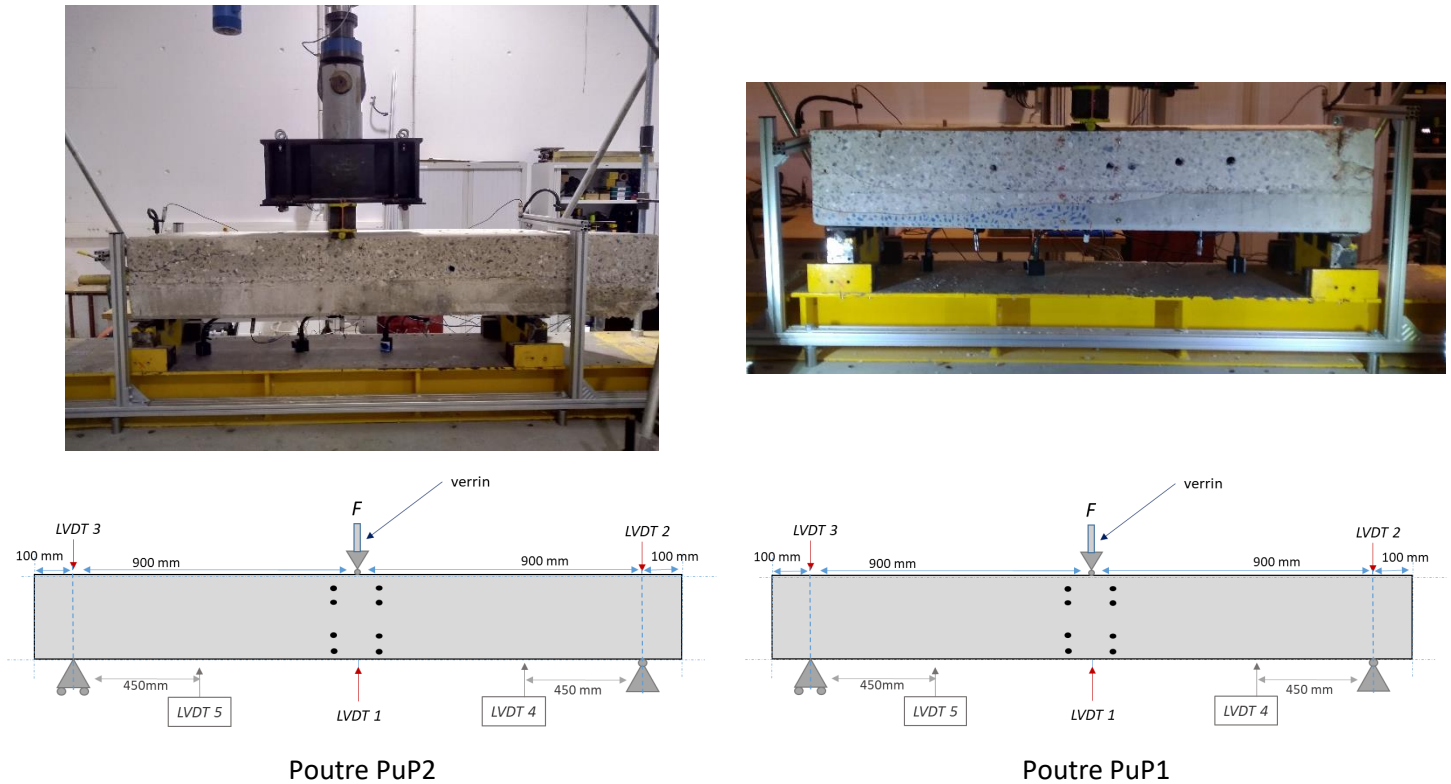 verrin
F
LVDT 3
LVDT 2
100 mm
900 mm
900 mm
100 mm
450mm
450 mm
LVDT 5
LVDT 1
LVDT 4
Poutre PuP2
verrin
F
LVDT 3
LVDT 2
100 mm
900 mm
900 mm
100 mm
450mm
450 mm
LVDT 5
LVDT 1
LVDT 4
Poutre PuP1